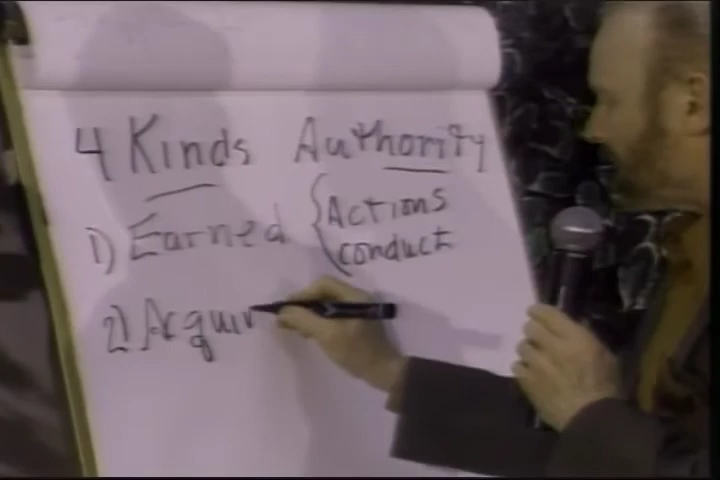 4 Kinds Authority
1) Earned { Actions
conduct
2) Acquir